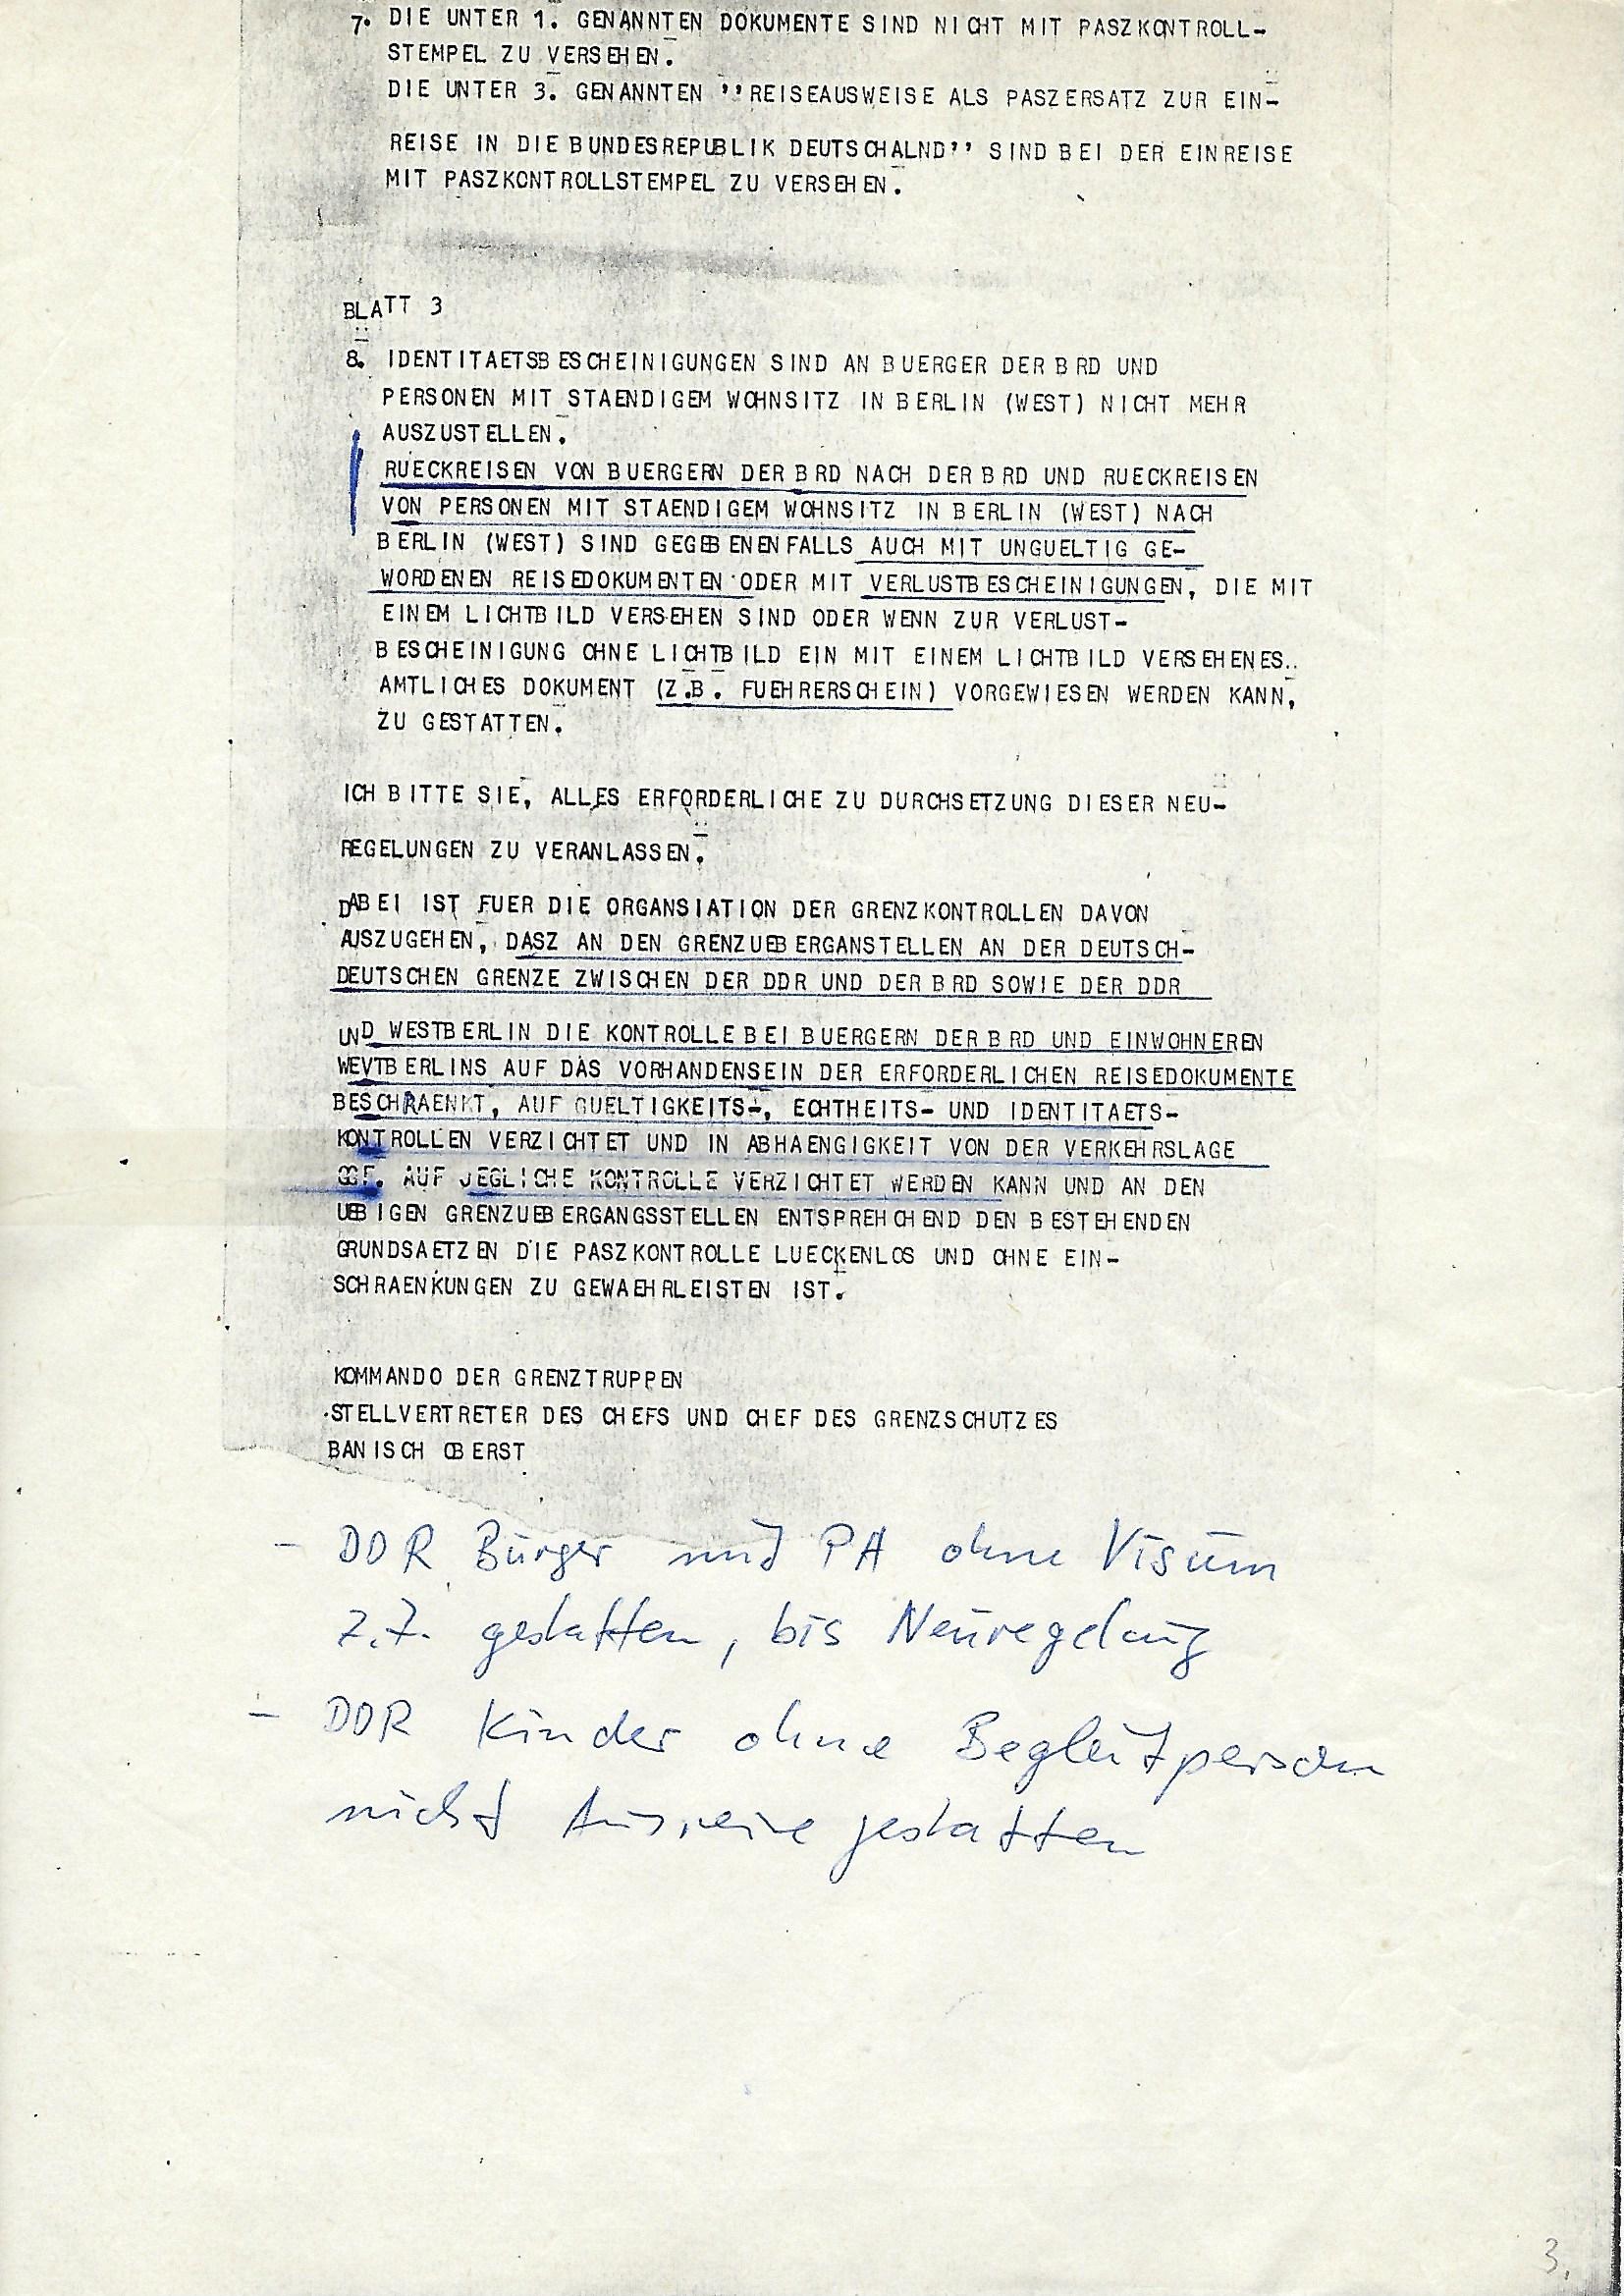 7. DIE UNTER 1. GENANNTEN DOKUMENTE SIND NICHT MIT PASZKONTROLL-
STEMPEL ZU VERSEHEN.
DIE UNTER 3. GENANNTEN ''REISEAUSWEISE ALS PASZERSATZ ZUR EIN-
REISE IN DIE BUNDESREPUBLIK DEUTSCHALND'' SIND BEI DER EINREISE
MIT PASZKONTROLLSTEMPEL ZU VERSEHEN.
BLATT 3
8. IDENTITAETSBESCHEINIGUNGEN SIND AN BUERGER DER BRD UND
PERSONEN MIT STAENDIGEM WOHNSITZ IN BERLIN (WEST) NICHT MEHR
AUSZUSTELLEN.
RUECKREISEN VON BUERGERN DER BRD NACH DER BRD UND RUECKREISEN
VON PERSONEN MIT STAENDIGEM WOHNSITZ IN BERLIN (WEST) NACH
BERLIN (WEST) SIND GEGEBENENFALLS AUCH MIT UNGUELTIG GE-
WORDENEN REISEDOKUMENTEN ODER MIT VERLUSTBESCHEINIGUNGEN, DIE MIT
EINEM LICHTBILD VERSEHEN SIND ODER WENN ZUR VERLUST-
BESCHEINIGUNG OHNE LICHTBILD EIN MIT EINEM LICHTBILD VERSEHENES..
AMTLICHES DOKUMENT (Z.B. FUEHRERSCHEIN) VORGEWIESEN WERDEN KANN,
ZU GESTATTEN.
ICH BITTE SIE, ALLES ERFORDERLICHE ZU DURCHSETZUNG DIESER NEU-
REGELUNGEN ZU VERANLASSEN.
DABEI IST FUER DIE ORGANSIATION DER GRENZKONTROLLEN DAVON
AUSZUGEHEN, DASZ AN DEN GRENZUEBERGANSTELLEN AN DER DEUTSCH-
DEUTSCHEN GRENZE ZWISCHEN DER DDR UND DER BRD SOWIE DER DDR
UND WESTBERLIN DIE KONTROLLE BEI BUERGERN DER BRD UND EINWOHNEREN
WEVTBERLINS AUF DAS VORHANDENSEIN DER ERFORDERLICHEN REISEDOKUMENTE
BESCHRAENKT, AUF GUELTIGKEITS-, ECHTHEITS- UND IDENTITAETS-
KONTROLLEN VERZICHTET UND IN ABHAENGIGKEIT VON DER VERKEHRSLAGE
GGF. AUF JEGLICHE KONTROLLE VERZICHTET WERDEN KANN UND AN DEN
UEBIGEN GRENZUEBERGANGSSTELLEN ENTSPREHCHEND DEN BESTEHENDEN
GRUNDSAETZEN DIE PASZKONTROLLE LUECKENLOS UND OHNE EIN-
SCHRAENKUNGEN ZU GEWAEHRLEISTEN IST.
KOMMANDO DER GRENZTRUPPEN
STELLVERTRETER DES CHEFS UND CHEF DES GRENZSCHUTZES
BANISCH OBERST
- DDR Bürger mit PA ohne Visum
z.Z. gestatten, bis Neuregelung
- DDR Kinder ohne Begleitperson
nicht Ausreise gestatten
3.